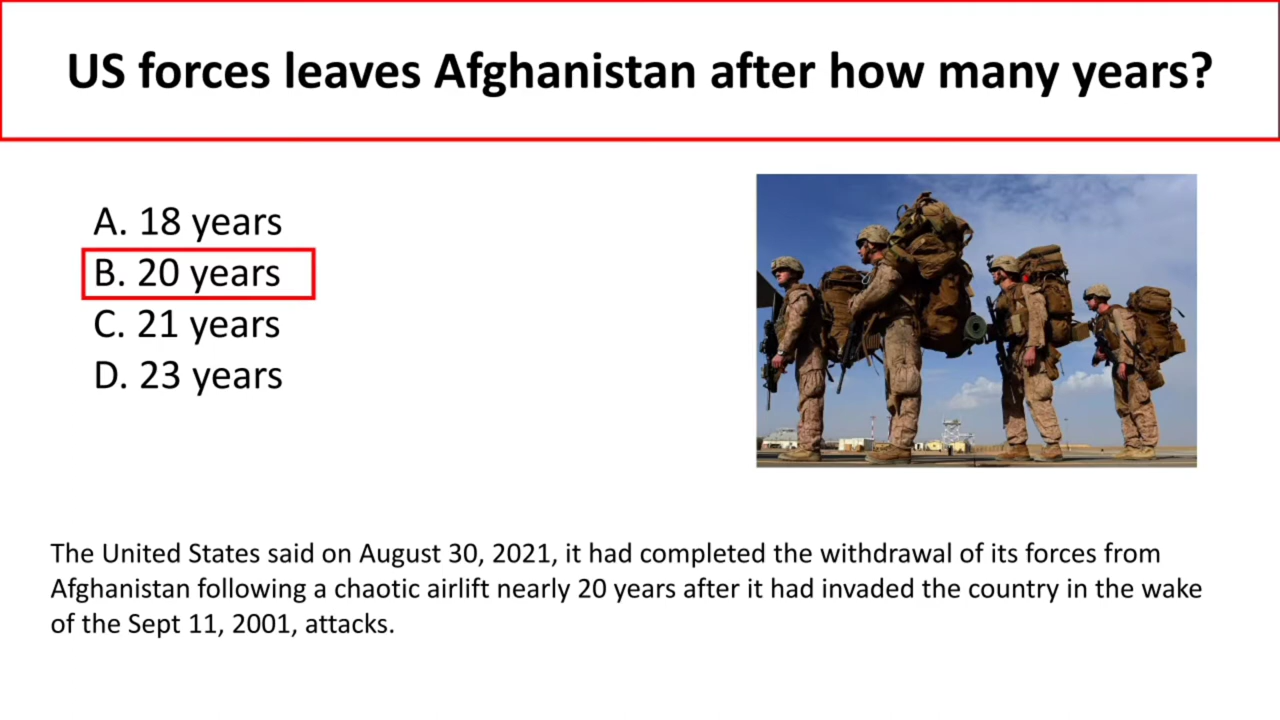 US forces leaves Afghanistan after how many years?
A. 18 years
B. 20 years
C. 21 years
D. 23 years
The United States said on August 30, 2021, it had completed the withdrawal of its forces from
Afghanistan following a chaotic airlift nearly 20 years after it had invaded the country in the wake
of the Sept 11, 2001, attacks.